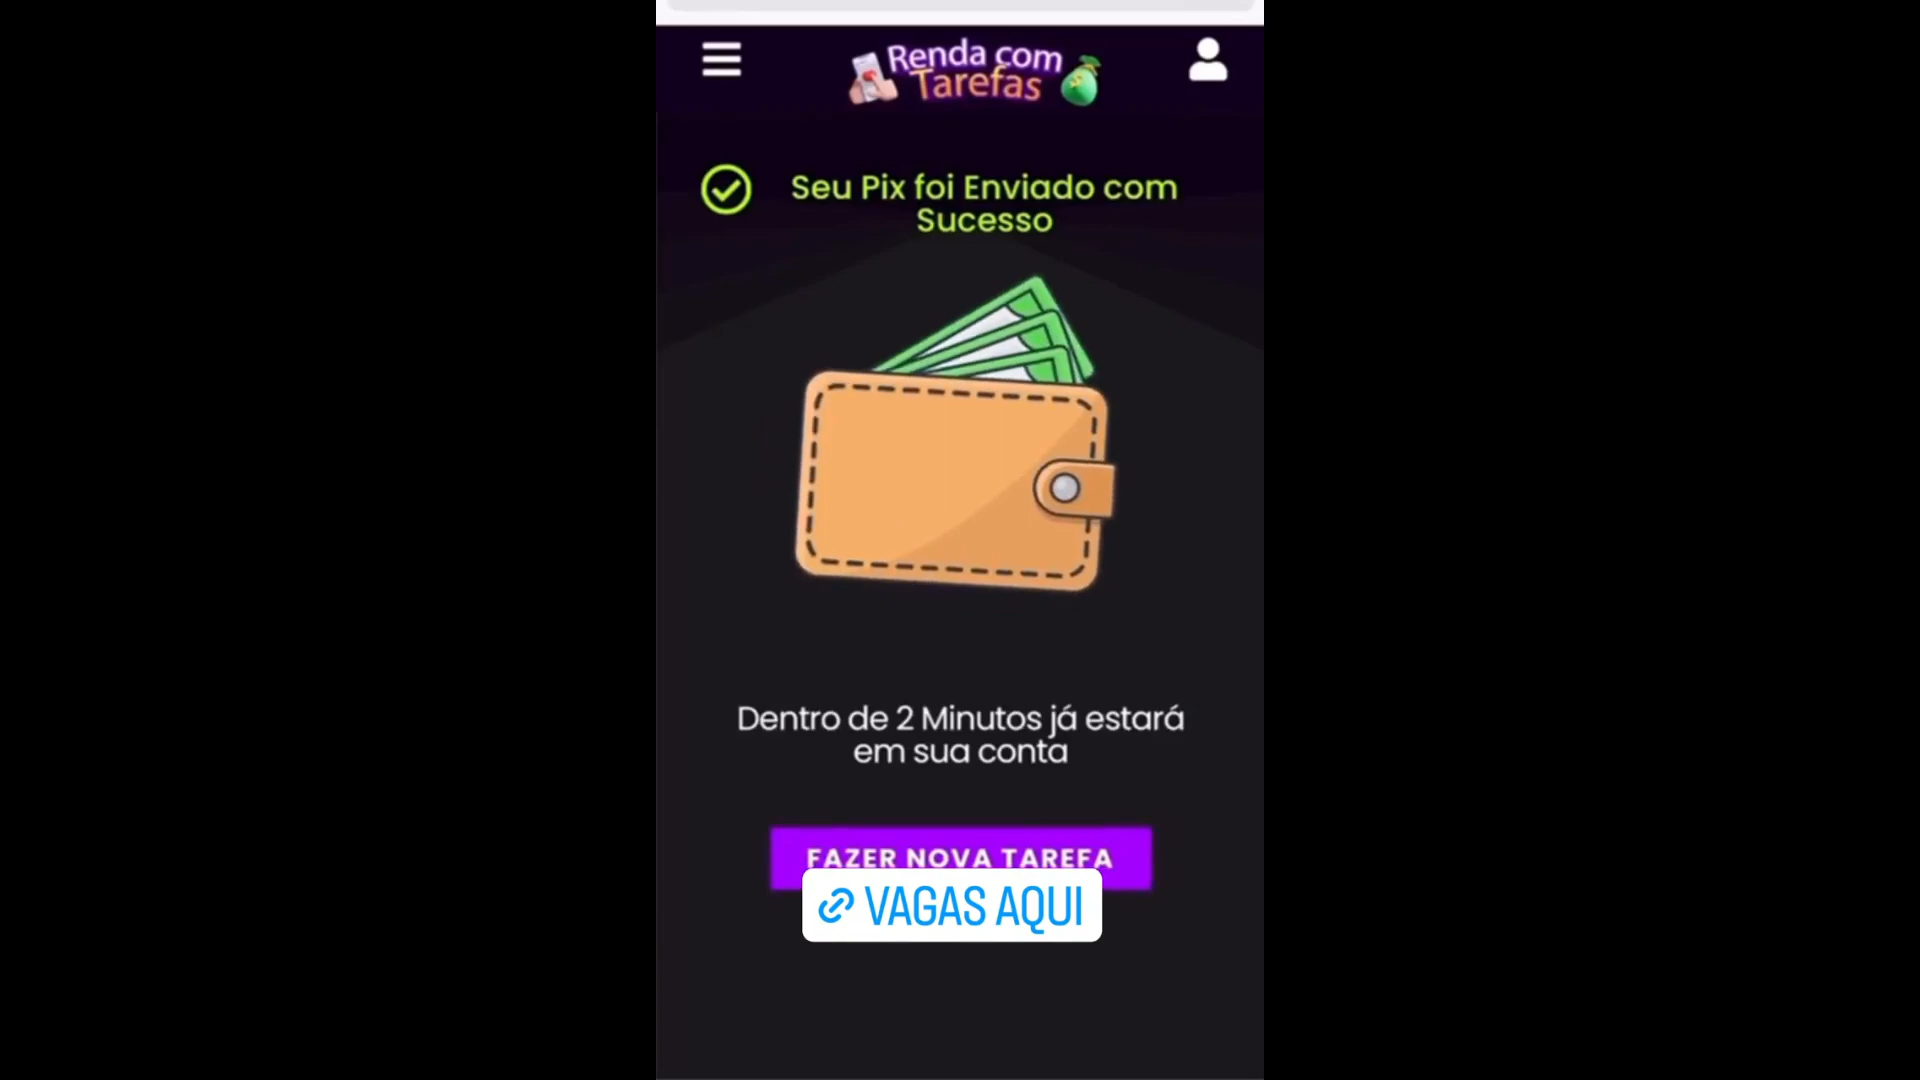 Renda com
Tarefas
Seu Pix foi Enviado com
Sucesso
Dentro de 2 Minutos já estará
em sua conta
FAZER NOVA TAREFA
VAGAS AQUI